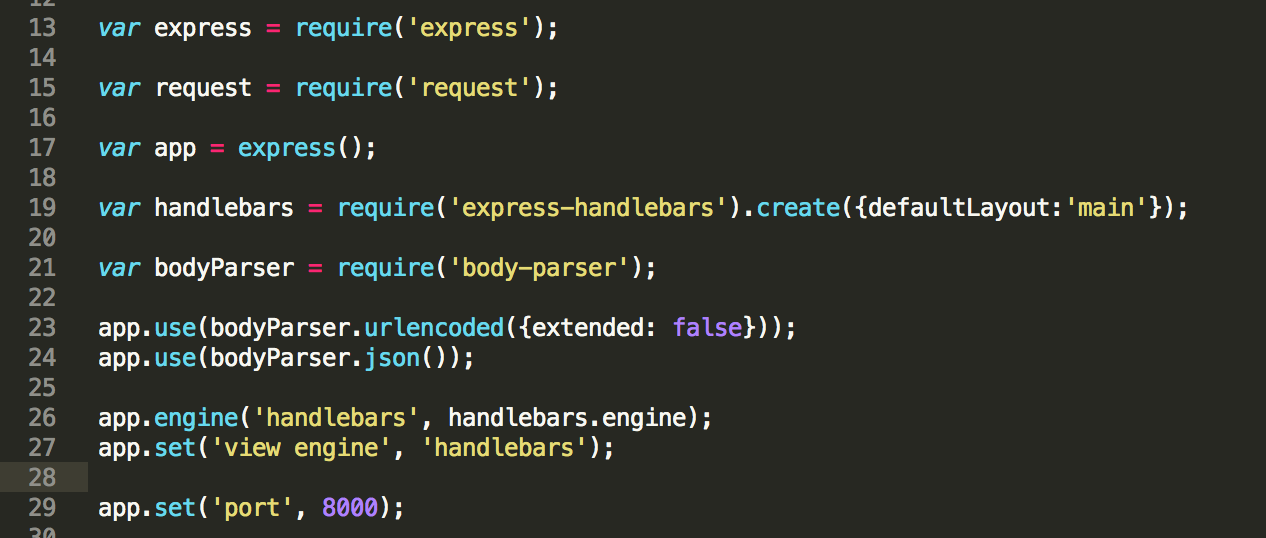 12
13 var express = require('express');
14
15 var request = require('request');
16
17 var app = express();
18
19 var handlebars = require('express-handlebars').create({defaultLayout:'main'});
20
21 var bodyParser = require('body-parser');
22
23 app.use(bodyParser.urlencoded({extended: false}));
24 app.use(bodyParser.json());
25
26 app.engine('handlebars', handlebars.engine);
27 app.set('view engine', 'handlebars');
28
29 app.set('port', 8000);
30